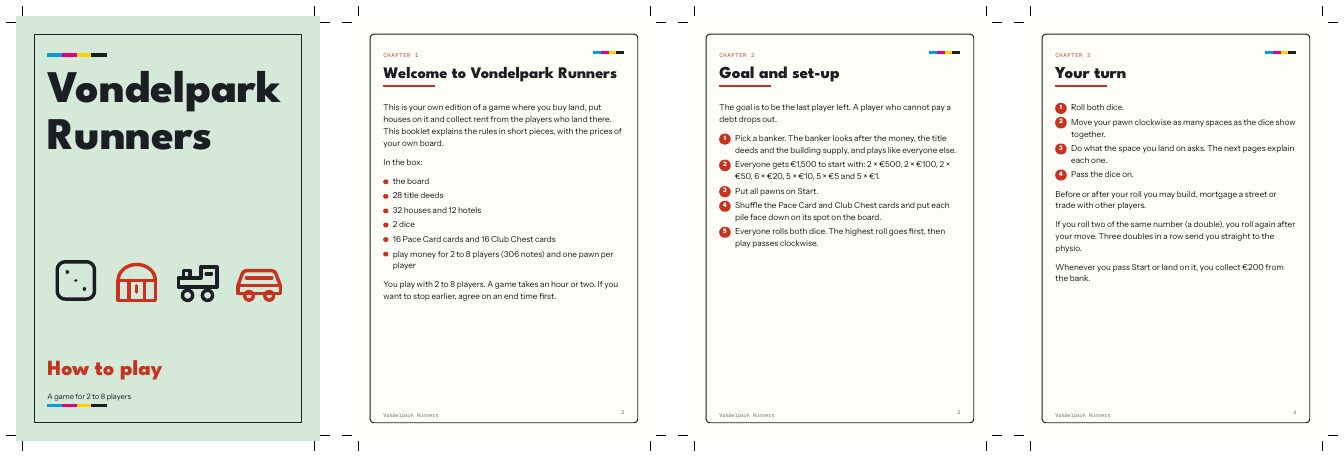 Vondelpark
Runners
How to play
A game for 2 to 8 players
CHAPTER 1
Welcome to Vondelpark Runners
This is your own edition of a game where you buy land, put
houses on it and collect rent from the players who land there.
This booklet explains the rules in short pieces, with the prices of
your own board.
In the box:
the board
28 title deeds
32 houses and 12 hotels
2 dice
16 Pace Card cards and 16 Club Chest cards
play money for 2 to 8 players (306 notes) and one pawn per
player
You play with 2 to 8 players. A game takes an hour or two. If you
want to stop earlier, agree on an end time first.
Vondelpark Runners
2
CHAPTER 2
Goal and set-up
The goal is to be the last player left. A player who cannot pay a
debt drops out.
1 Pick a banker. The banker looks after the money, the title
deeds and the building supply, and plays like everyone else.
2 Everyone gets €1,500 to start with: 2 × €500, 2 × €100, 2 ×
€50, 6 × €20, 5 × €10, 5 × €5 and 5 × €1.
3 Put all pawns on Start.
4 Shuffle the Pace Card and Club Chest cards and put each
pile face down on its spot on the board.
5 Everyone rolls both dice. The highest roll goes first, then
play passes clockwise.
Vondelpark Runners
3
CHAPTER 3
Your turn
1 Roll both dice.
2 Move your pawn clockwise as many spaces as the dice show
together.
3 Do what the space you land on asks. The next pages explain
each one.
4 Pass the dice on.
Before or after your roll you may build, mortgage a street or
trade with other players.
If you roll two of the same number (a double), you roll again after
your move. Three doubles in a row send you straight to the
physio.
Whenever you pass Start or land on it, you collect €200 from
the bank.
Vondelpark Runners
4